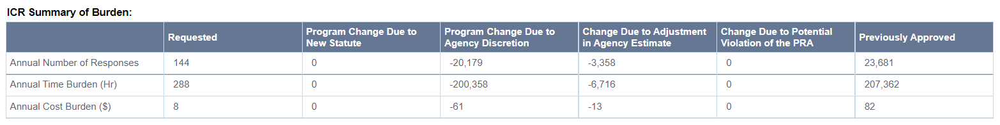 ICR Summary of Burden:
Requested Program Change Due to New Statute Program Change Due to Agency Discretion Change Due to Adjustment in Agency Estimate Change Due to Potential Violation of the PRA Previously Approved
Annual Number of Responses 144 0 -20,179 -3,358 0 23,681
Annual Time Burden (Hr) 288 0 -200,358 -6,716 0 207,362
Annual Cost Burden ($) 8 0 -61 -13 0 82